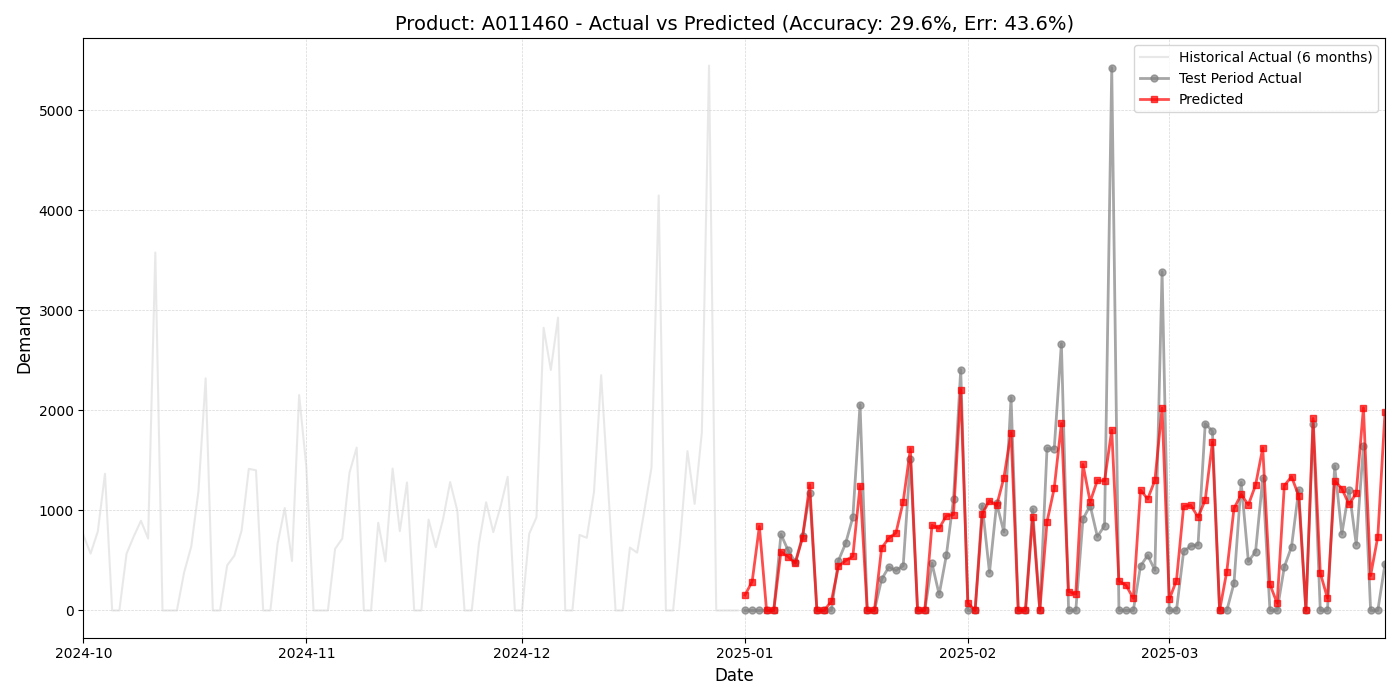 Product: A011460 - Actual vs Predicted (Accuracy: 29.6%, Err: 43.6%)
Historical Actual (6 months)
Test Period Actual
Predicted
Demand
5000
4000
3000
2000
1000
0
2024-10
2024-11
2024-12
2025-01
2025-02
2025-03
Date